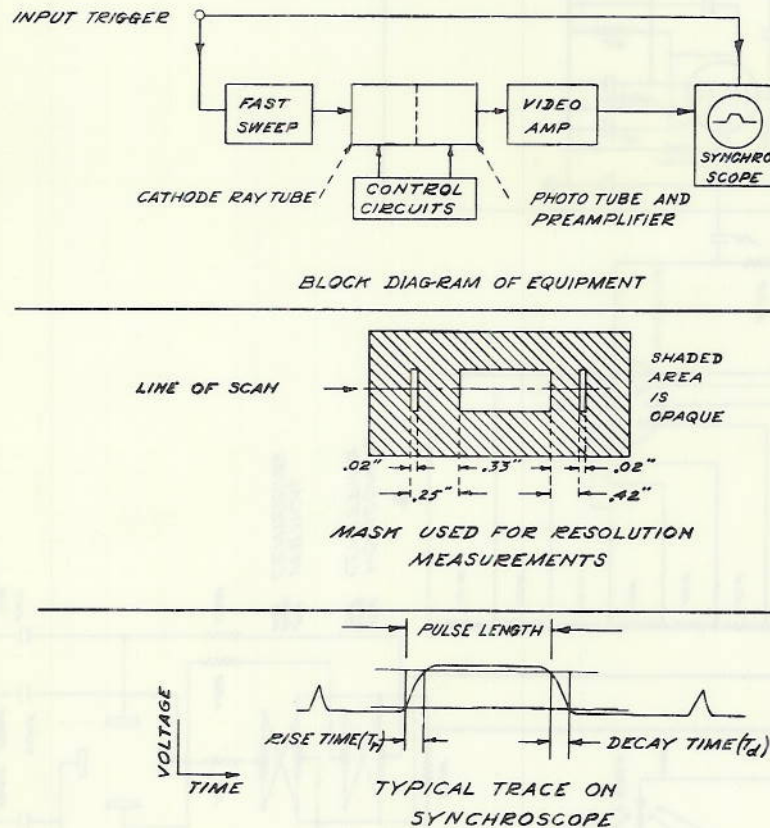 INPUT TRIGGER
FAST
SWEEP
VIDEO
AMP
SYNCHRO
SCOPE
CATHODE RAY TUBE
CONTROL
CIRCUITS
PHOTO TUBE AND
PREAMPLIFIER
BLOCK DIAGRAM OF EQUIPMENT
LINE OF SCAN
SHADED
AREA
IS
OPAQUE
.02" .33" .02"
.25" .42"
MASK USED FOR RESOLUTION
MEASUREMENTS
PULSE LENGTH
VOLTAGE
TIME
RISE TIME (Tr)
DECAY TIME (Td)
TYPICAL TRACE ON
SYNCHROSCOPE